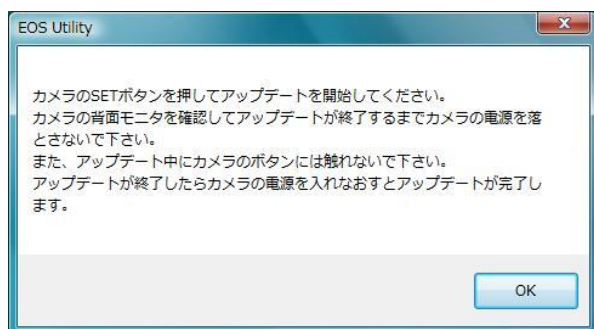 EOS Utility
カメラのSETボタンを押してアップデートを開始してください。
カメラの背面モニタを確認してアップデートが終了するまでカメラの電源を落
とさないで下さい。
また、アップデート中にカメラのボタンには触れないで下さい。
アップデートが終了したらカメラの電源を入れなおすとアップデートが完了し
ます。
OK